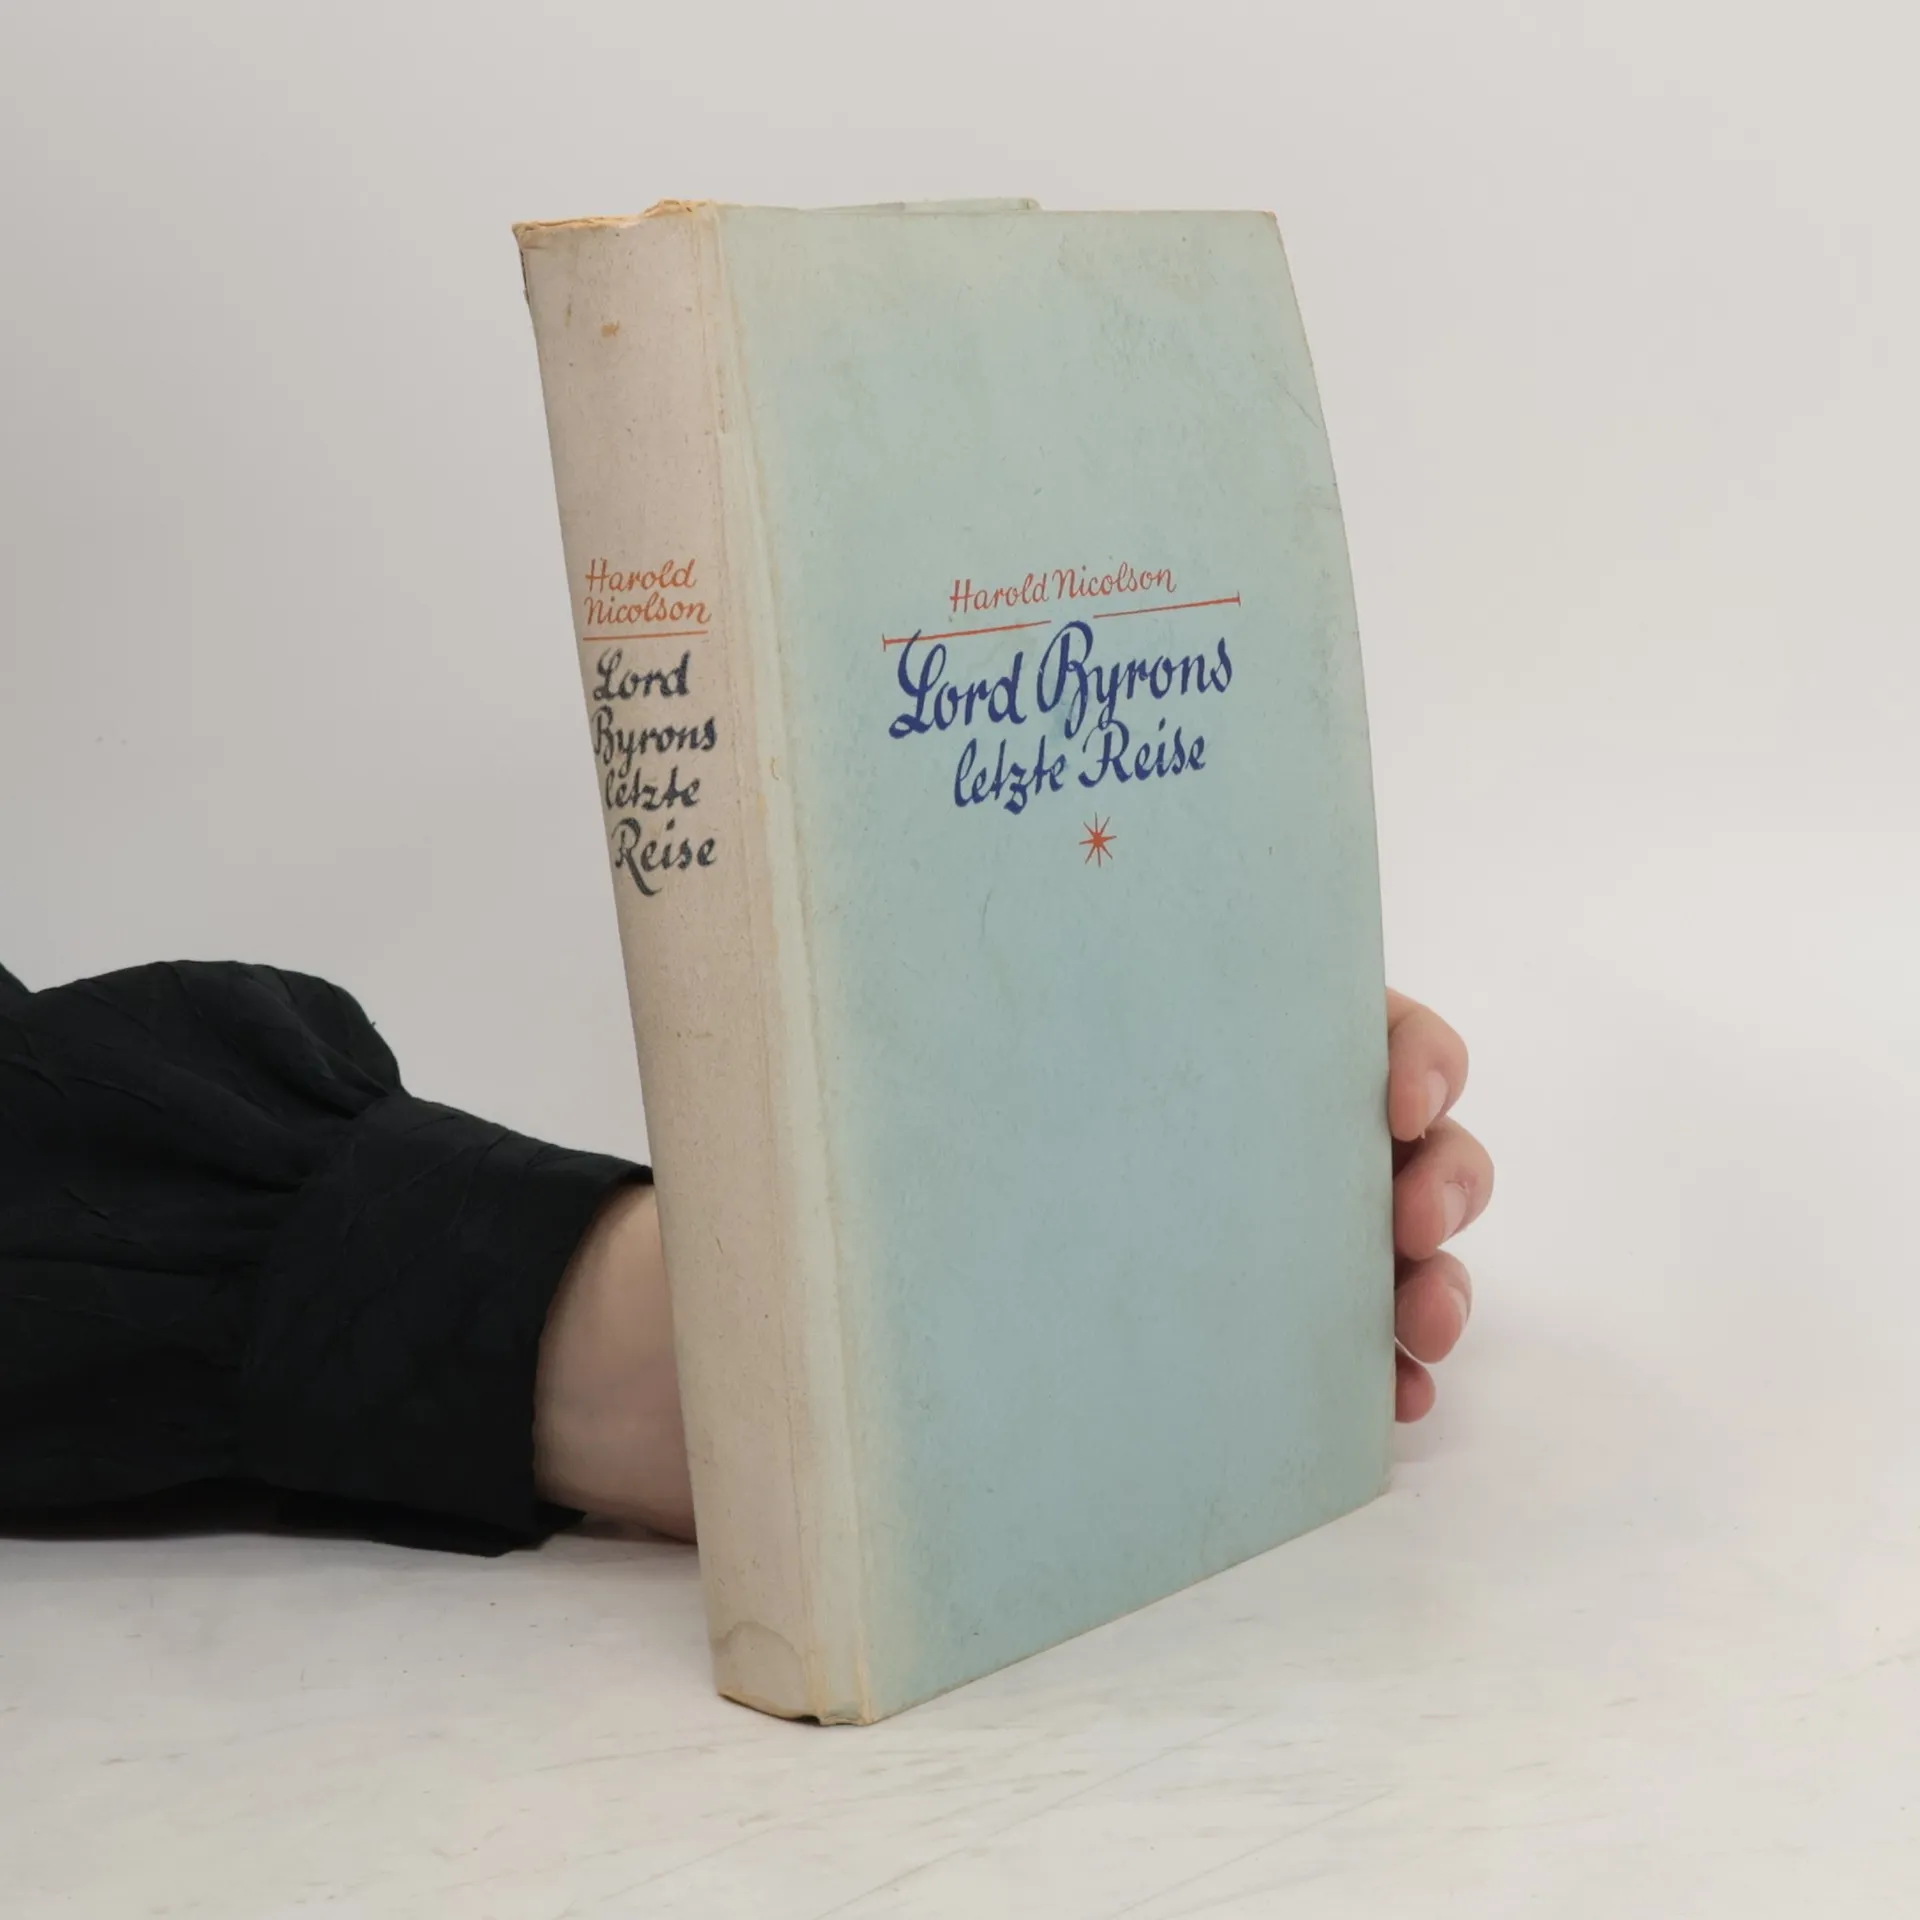 Harold
Nicolson
Lord
Byrons
letzte
Reise
Harold Nicolson
Lord Byrons
letzte Reise